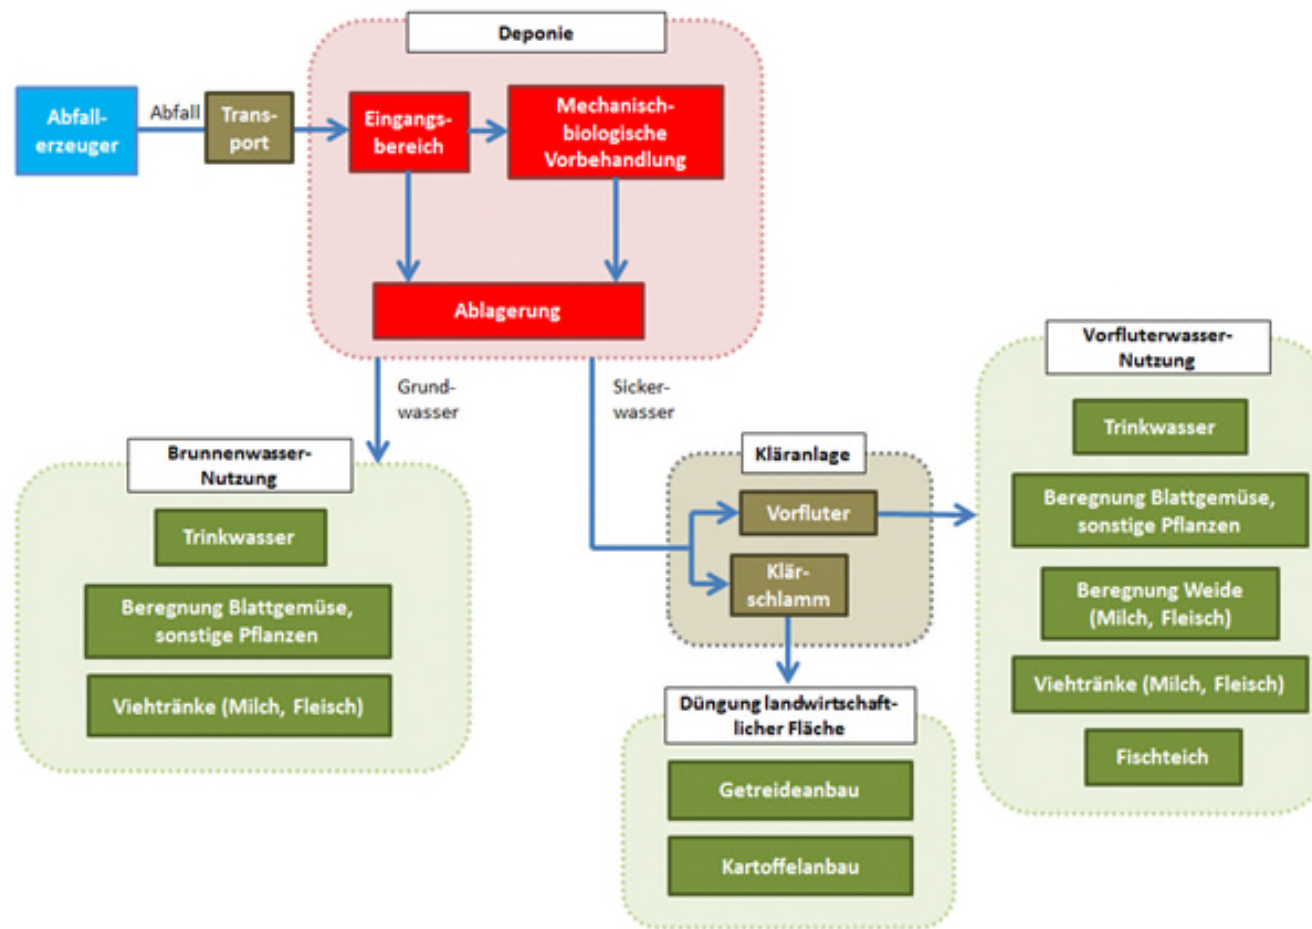 Deponie
Abfall-
erzeuger
Abfall
Trans-
port
Eingangs-
bereich
Mechanisch-
biologische
Vorbehandlung
Ablagerung
Grund-
wasser
Sicker-
wasser
Brunnenwasser-
Nutzung
Trinkwasser
Beregnung Blattgemüse,
sonstige Pflanzen
Viehtränke (Milch, Fleisch)
Kläranlage
Vorfluter
Klär-
schlamm
Düngung landwirtschaft-
licher Fläche
Getreideanbau
Kartoffelanbau
Vorfluterwasser-
Nutzung
Trinkwasser
Beregnung Blattgemüse,
sonstige Pflanzen
Beregnung Weide
(Milch, Fleisch)
Viehtränke (Milch, Fleisch)
Fischteich